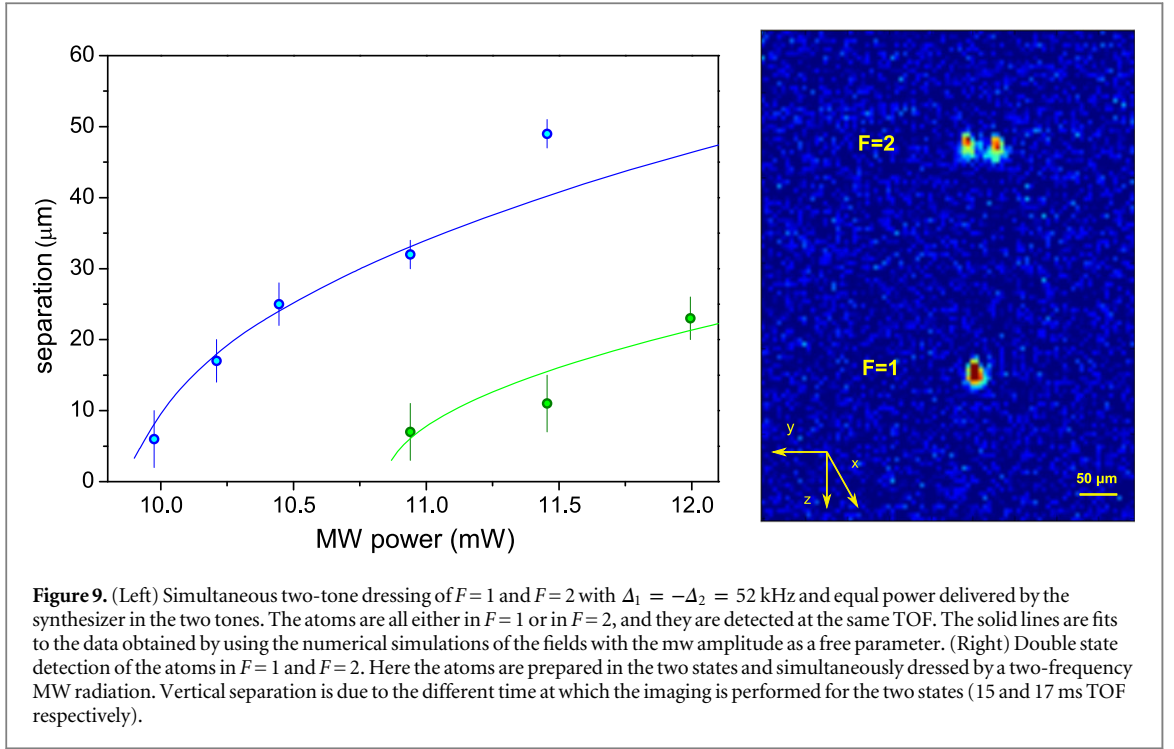 60
50
40
30
20
10
0
separation (μm)
10.0 10.5 11.0 11.5 12.0
MW power (mW)
F=2
F=1
y
x
z
50 μm
Figure 9. (Left) Simultaneous two-tone dressing of F = 1 and F = 2 with Δ₁ = −Δ₂ = 52 kHz and equal power delivered by the
synthesizer in the two tones. The atoms are all either in F = 1 or in F = 2, and they are detected at the same TOF. The solid lines are fits
to the data obtained by using the numerical simulations of the fields with the mw amplitude as a free parameter. (Right) Double state
detection of the atoms in F = 1 and F = 2. Here the atoms are prepared in the two states and simultaneously dressed by a two-frequency
MW radiation. Vertical separation is due to the different time at which the imaging is performed for the two states (15 and 17 ms TOF
respectively).